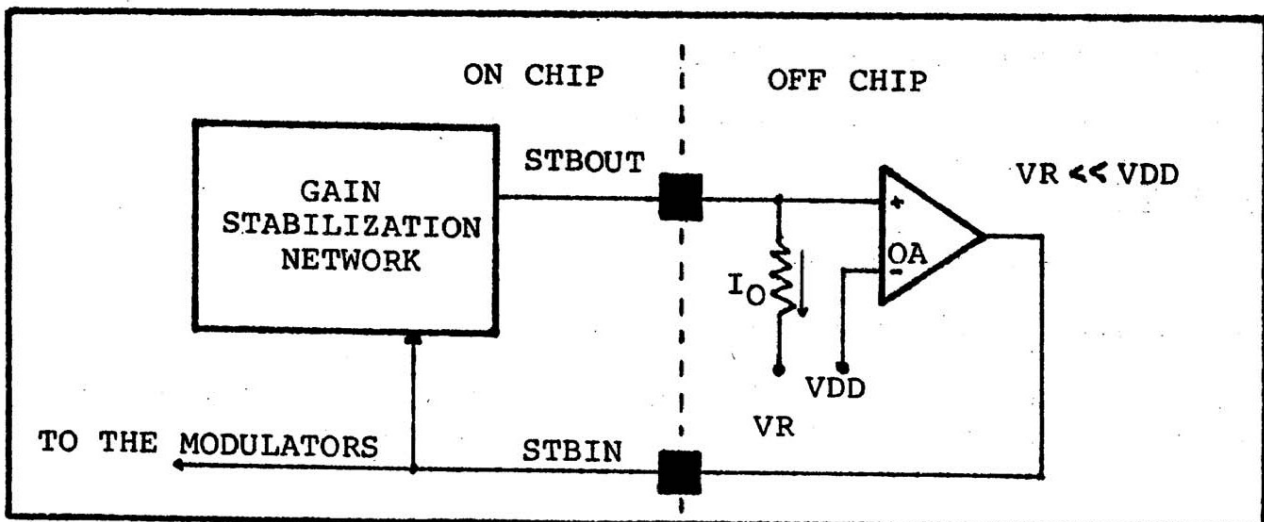 ON CHIP
OFF CHIP
GAIN
STABILIZATION
NETWORK
STBOUT
VR << VDD
+
OA
-
IO
VDD
VR
TO THE MODULATORS
STBIN